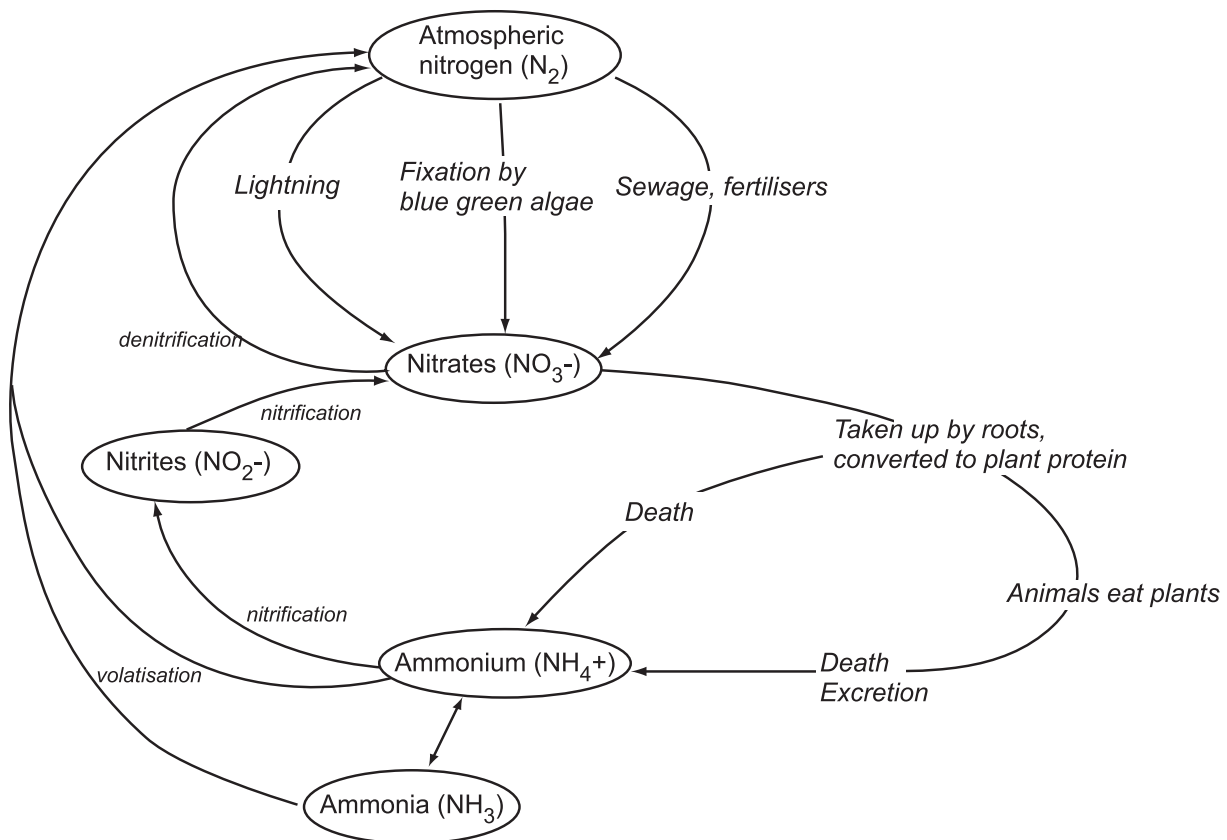 Atmospheric
nitrogen (N₂)
Lightning
Fixation by
blue green algae
Sewage, fertilisers
denitrification
Nitrates (NO₃-)
nitrification
Nitrites (NO₂-)
Taken up by roots,
converted to plant protein
Death
Animals eat plants
nitrification
Ammonium (NH₄+)
Death
Excretion
volatisation
Ammonia (NH₃)